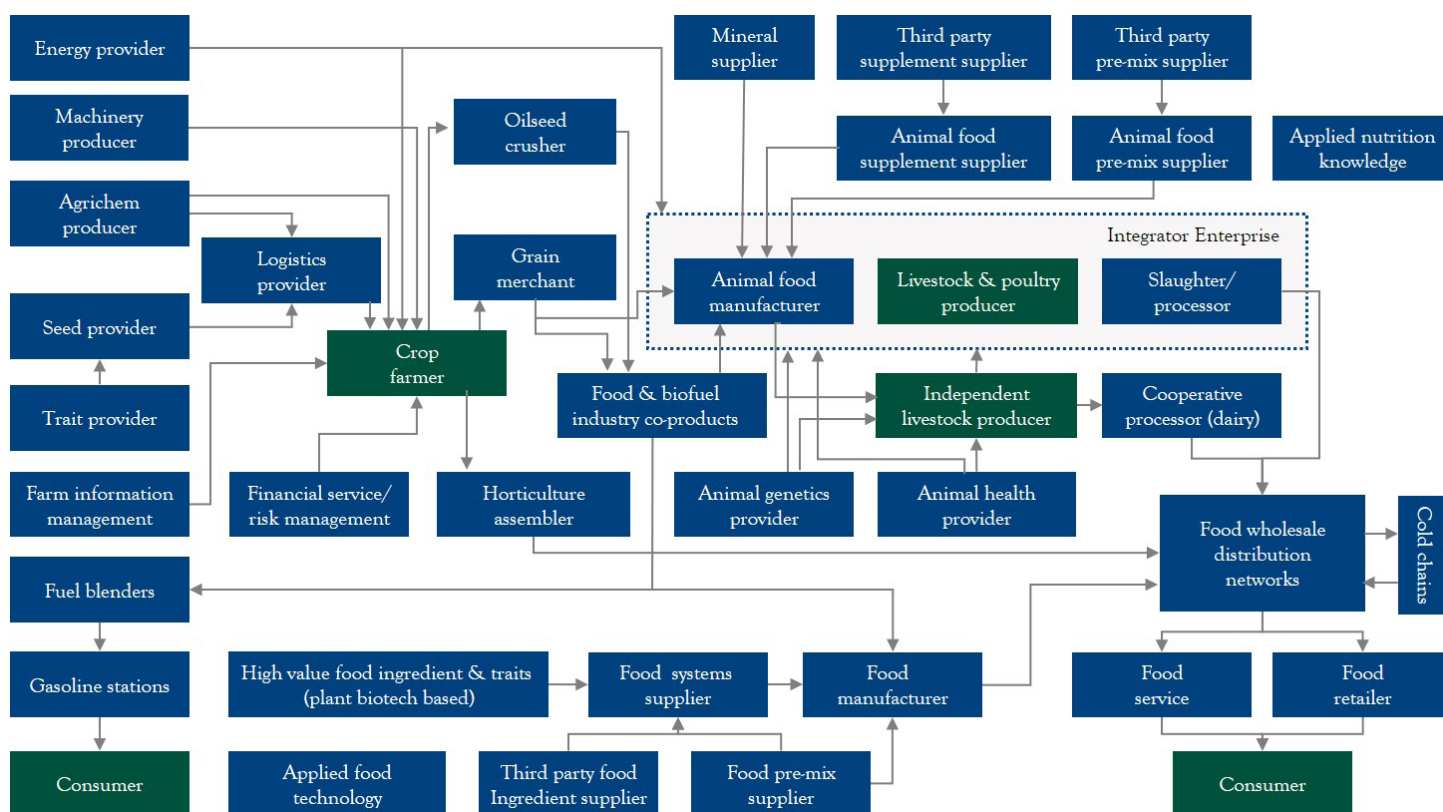 Energy provider
Mineral
supplier
Third party
supplement supplier
Third party
pre-mix supplier
Machinery
producer
Oilseed
crusher
Animal food
supplement supplier
Animal food
pre-mix supplier
Applied nutrition
knowledge
Agrichem
producer
Logistics
provider
Grain
merchant
Integrator Enterprise
Animal food
manufacturer
Livestock & poultry
producer
Slaughter/
processor
Seed provider
Crop
farmer
Trait provider
Food & biofuel
industry co-products
Independent
livestock producer
Cooperative
processor (dairy)
Farm information
management
Financial service/
risk management
Horticulture
assembler
Animal genetics
provider
Animal health
provider
Food wholesale
distribution
networks
Cold chains
Fuel blenders
Gasoline stations
High value food ingredient & traits
(plant biotech based)
Food systems
supplier
Food
manufacturer
Food
service
Food
retailer
Consumer
Applied food
technology
Third party food
Ingredient supplier
Food pre-mix
supplier
Consumer